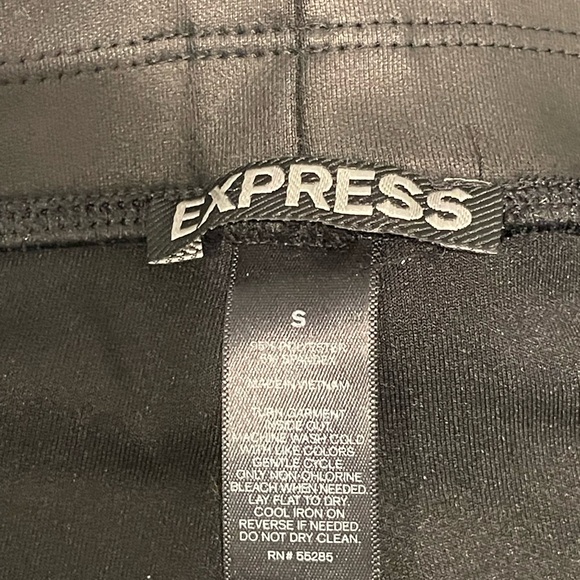 EXPRESS
S
MADE IN VIETNAM
TURN GARMENT
INSIDE OUT.
MACHINE WASH COLD
WITH LIKE COLORS
GENTLE CYCLE
ONLY NON-CHLORINE
BLEACH WHEN NEEDED.
LAY FLAT TO DRY.
COOL IRON ON
REVERSE IF NEEDED.
DO NOT DRY CLEAN.
RN# 55285